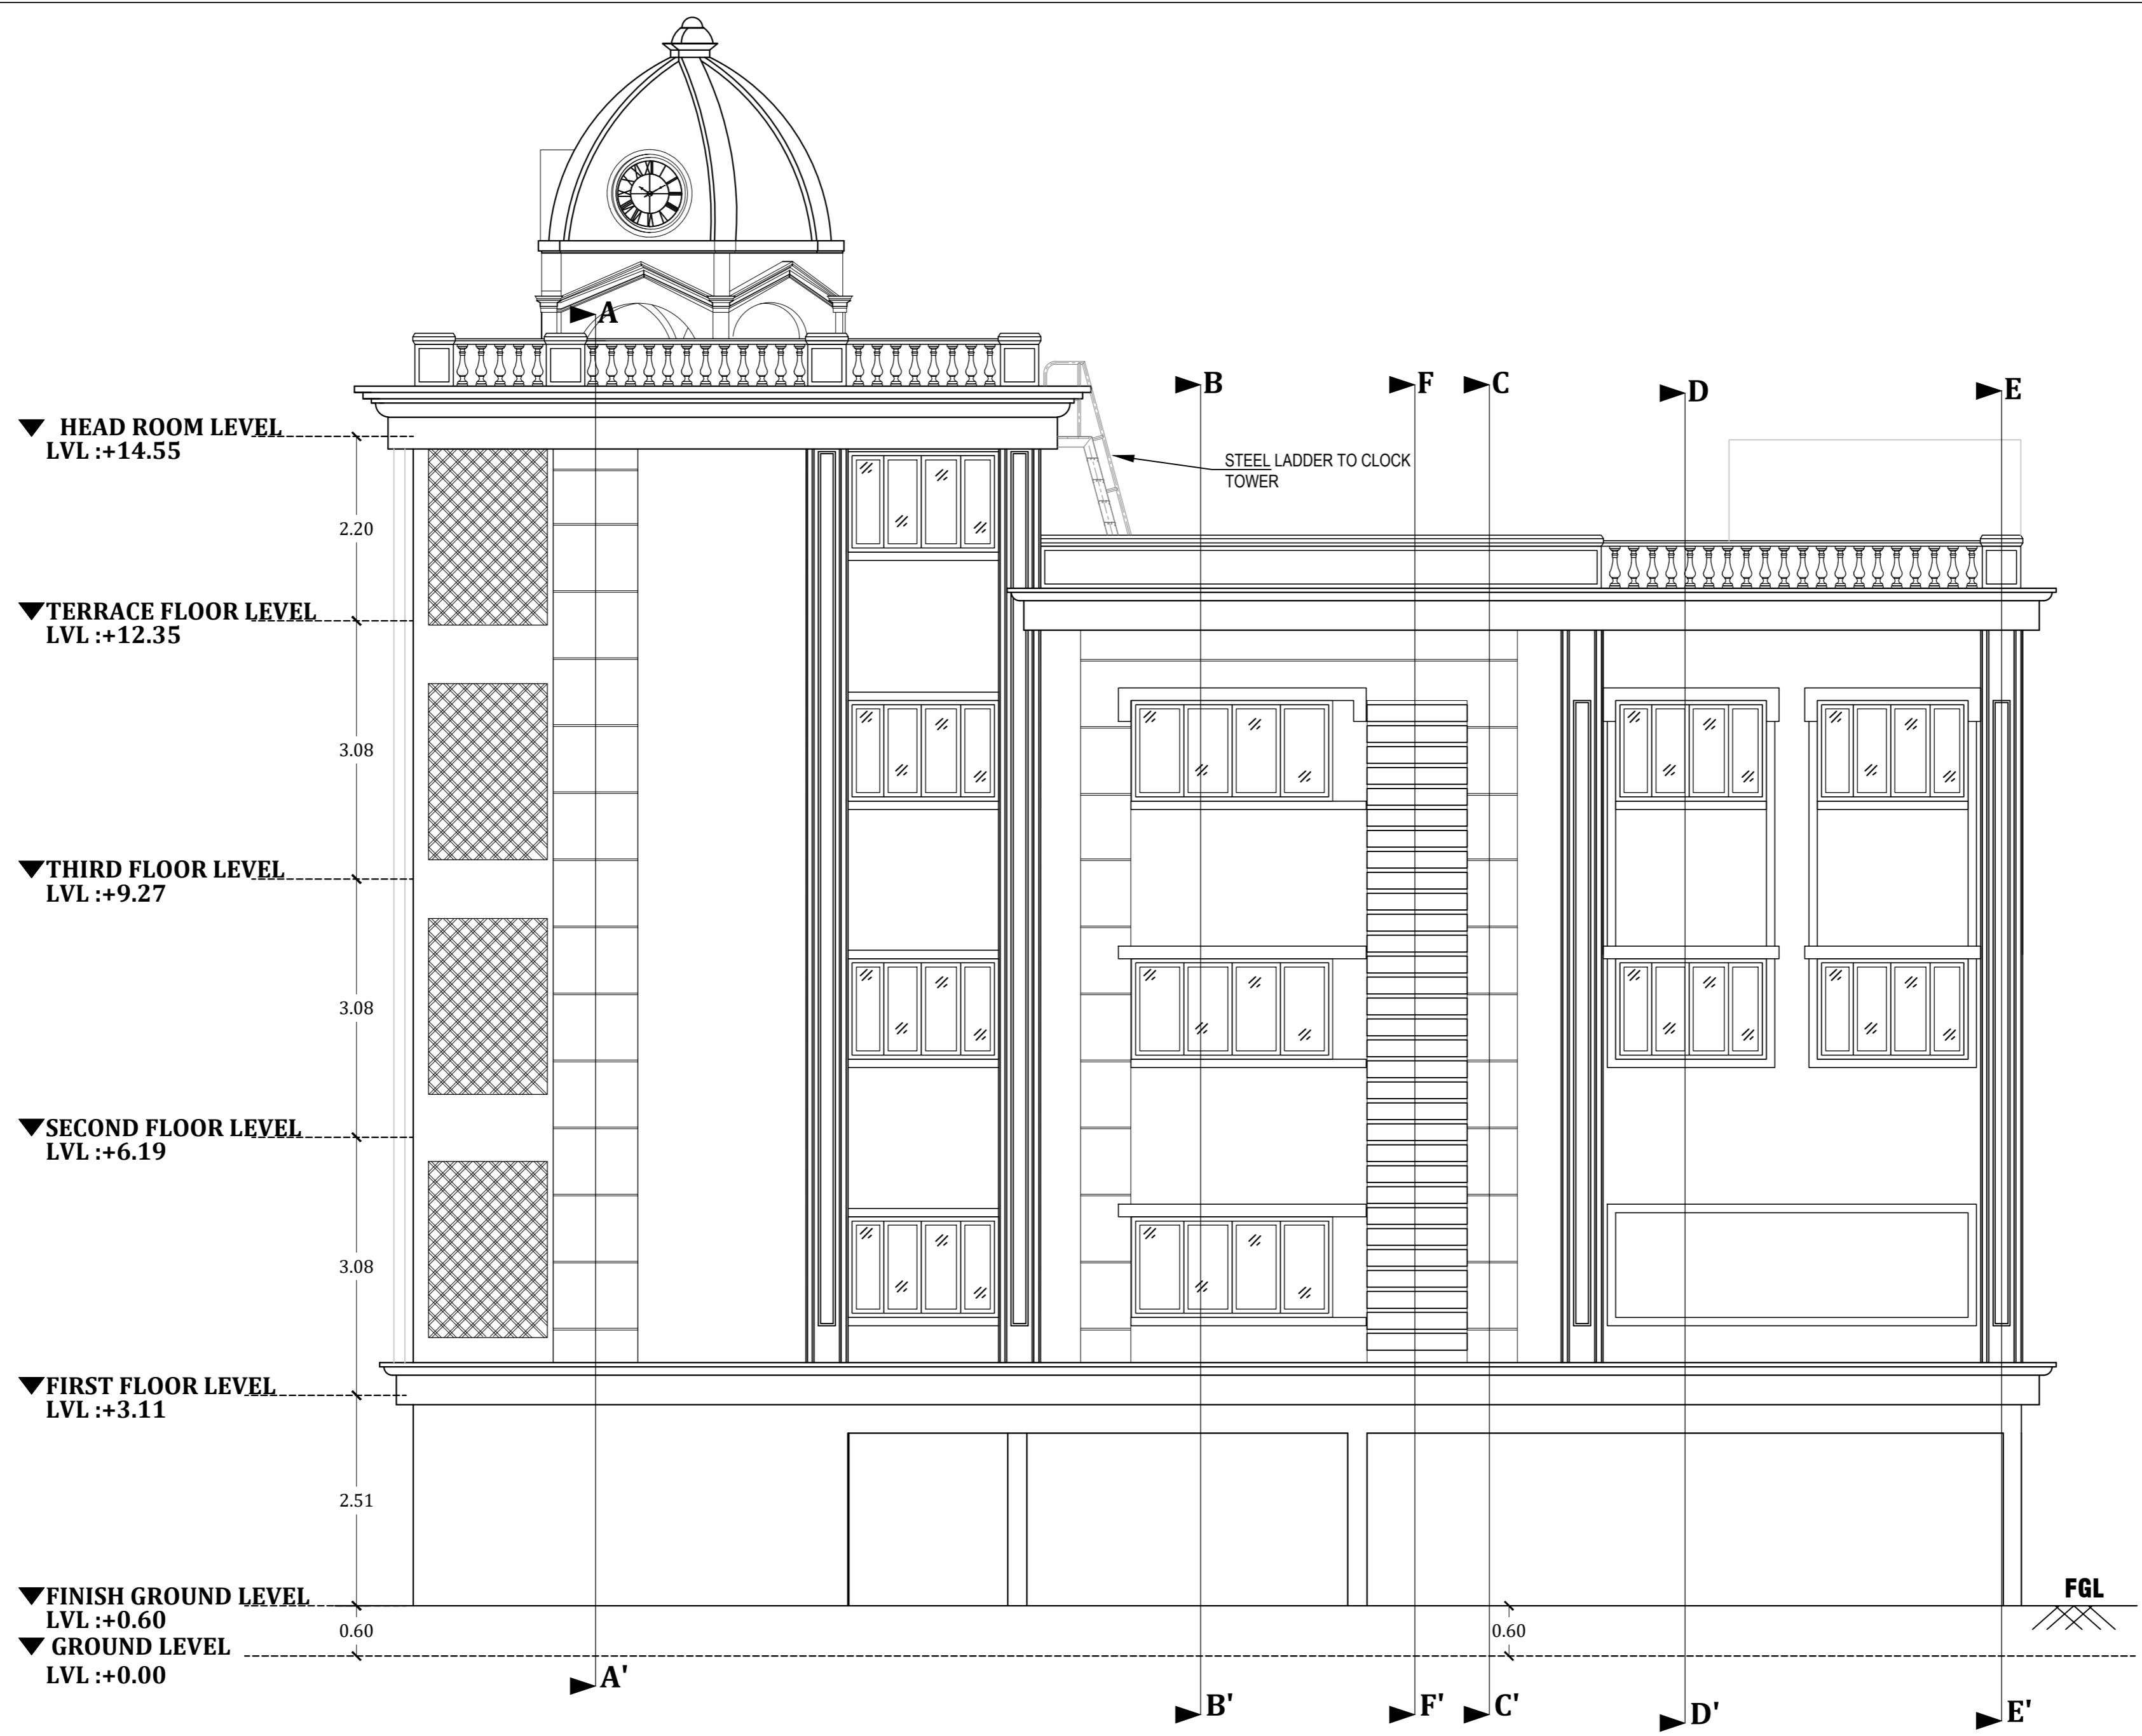 A
B
F
C
D
E
HEAD ROOM LEVEL
LVL :+14.55
STEEL LADDER TO CLOCK
TOWER
2.20
TERRACE FLOOR LEVEL
LVL :+12.35
3.08
THIRD FLOOR LEVEL
LVL :+9.27
3.08
SECOND FLOOR LEVEL
LVL :+6.19
3.08
FIRST FLOOR LEVEL
LVL :+3.11
2.51
FINISH GROUND LEVEL
LVL :+0.60
FGL
0.60
0.60
GROUND LEVEL
LVL :+0.00
A'
B'
F'
C'
D'
E'